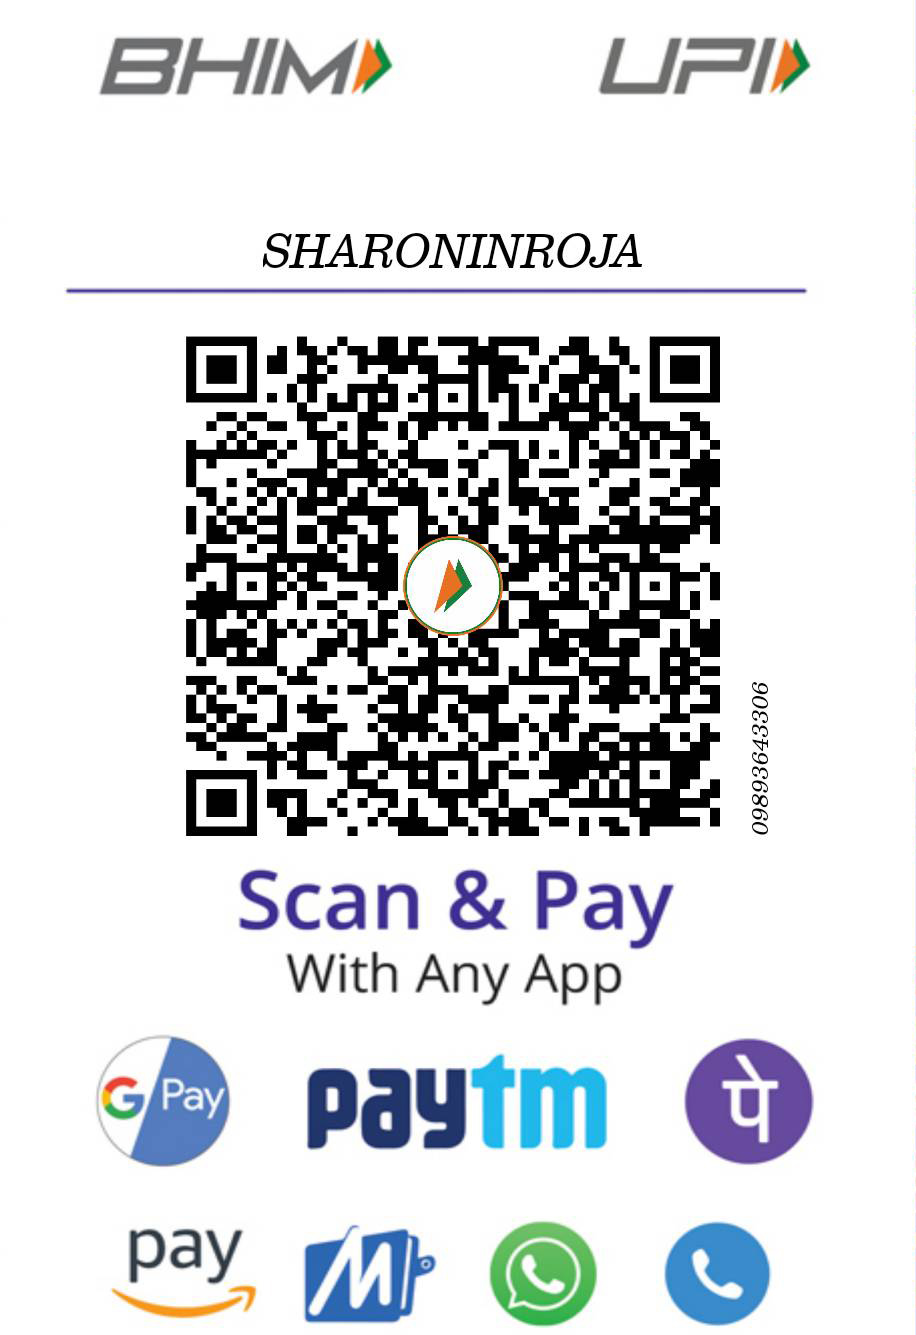 BHIM UPI
SHARONINROJA
09893643306
Scan & Pay
With Any App
G Pay paytm पे
pay M